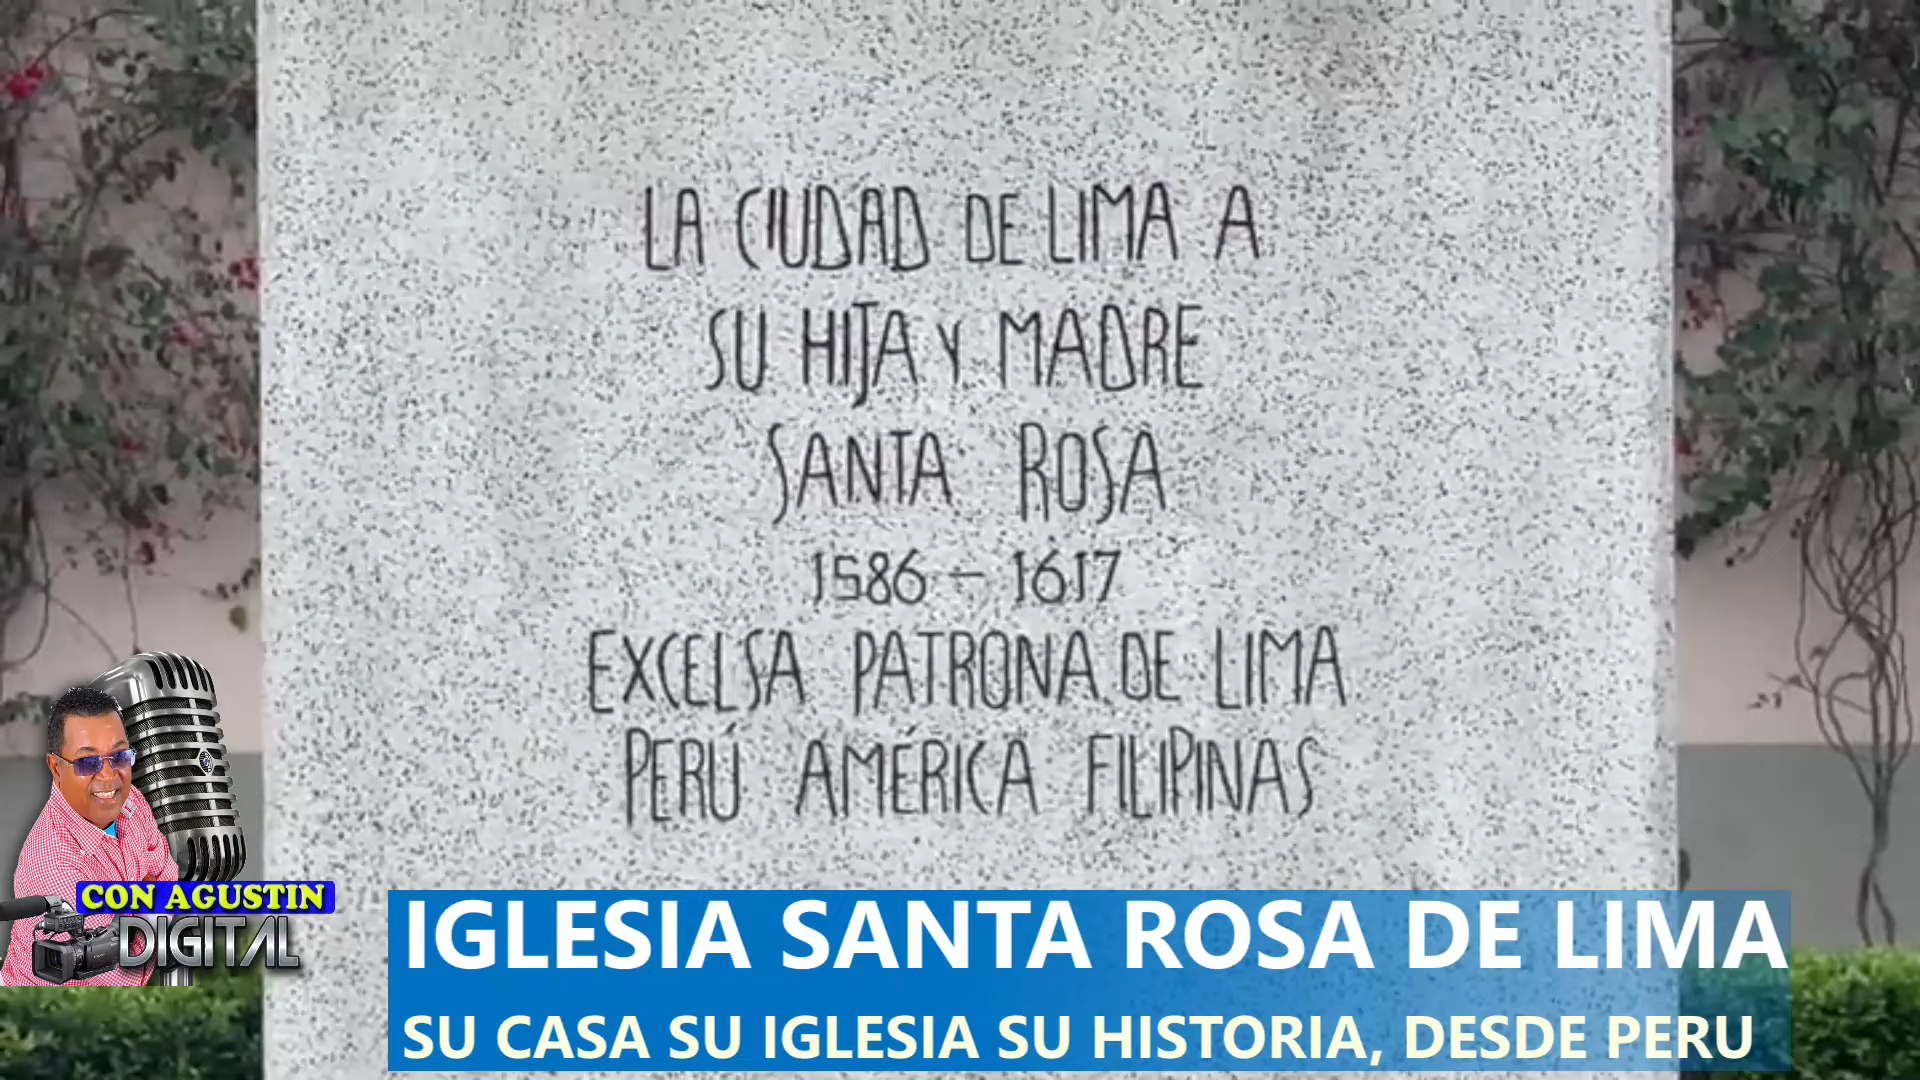 LA CIUDAD DE LIMA A
SU HIJA Y MADRE
SANTA ROSA
1586 - 1617
EXCELSA PATRONA DE LIMA
PERÚ AMÉRICA FILIPINAS
CON AGUSTIN
DIGITAL
IGLESIA SANTA ROSA DE LIMA
SU CASA SU IGLESIA SU HISTORIA, DESDE PERU